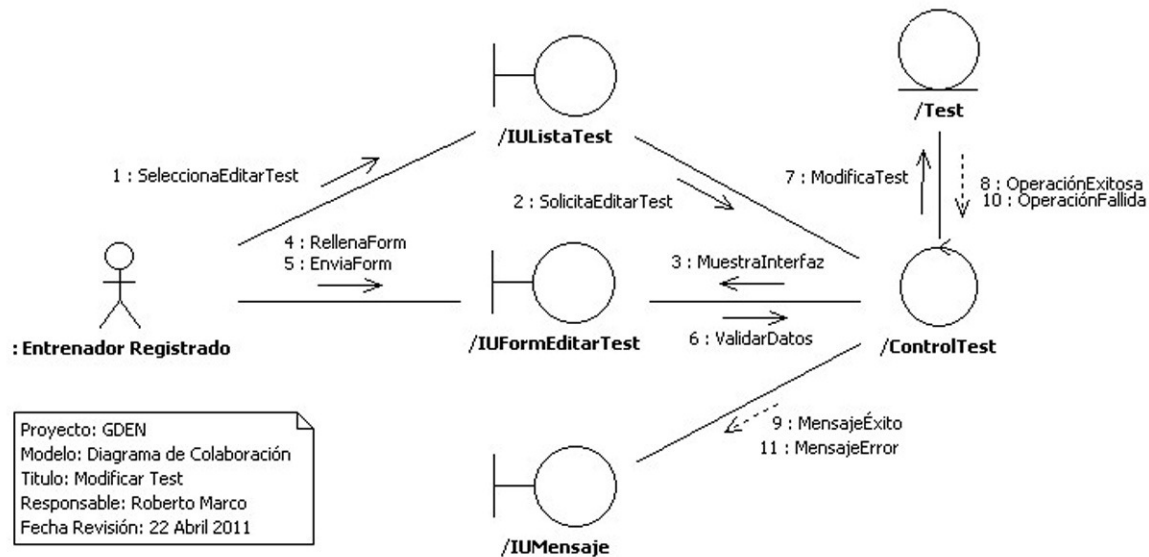 /Test
/IUListaTest
1 : SeleccionaEditarTest
7 : ModificaTest
8 : OperaciónExitosa
10 : OperaciónFallida
2 : SolicitaEditarTest
4 : RellenaForm
5 : EnviaForm
3 : MuestraInterfaz
: Entrenador Registrado
/IUFormEditarTest
6 : ValidarDatos
/ControlTest
Proyecto: GDEN
Modelo: Diagrama de Colaboración
Titulo: Modificar Test
Responsable: Roberto Marco
Fecha Revisión: 22 Abril 2011
9 : MensajeÉxito
11 : MensajeError
/IUMensaje